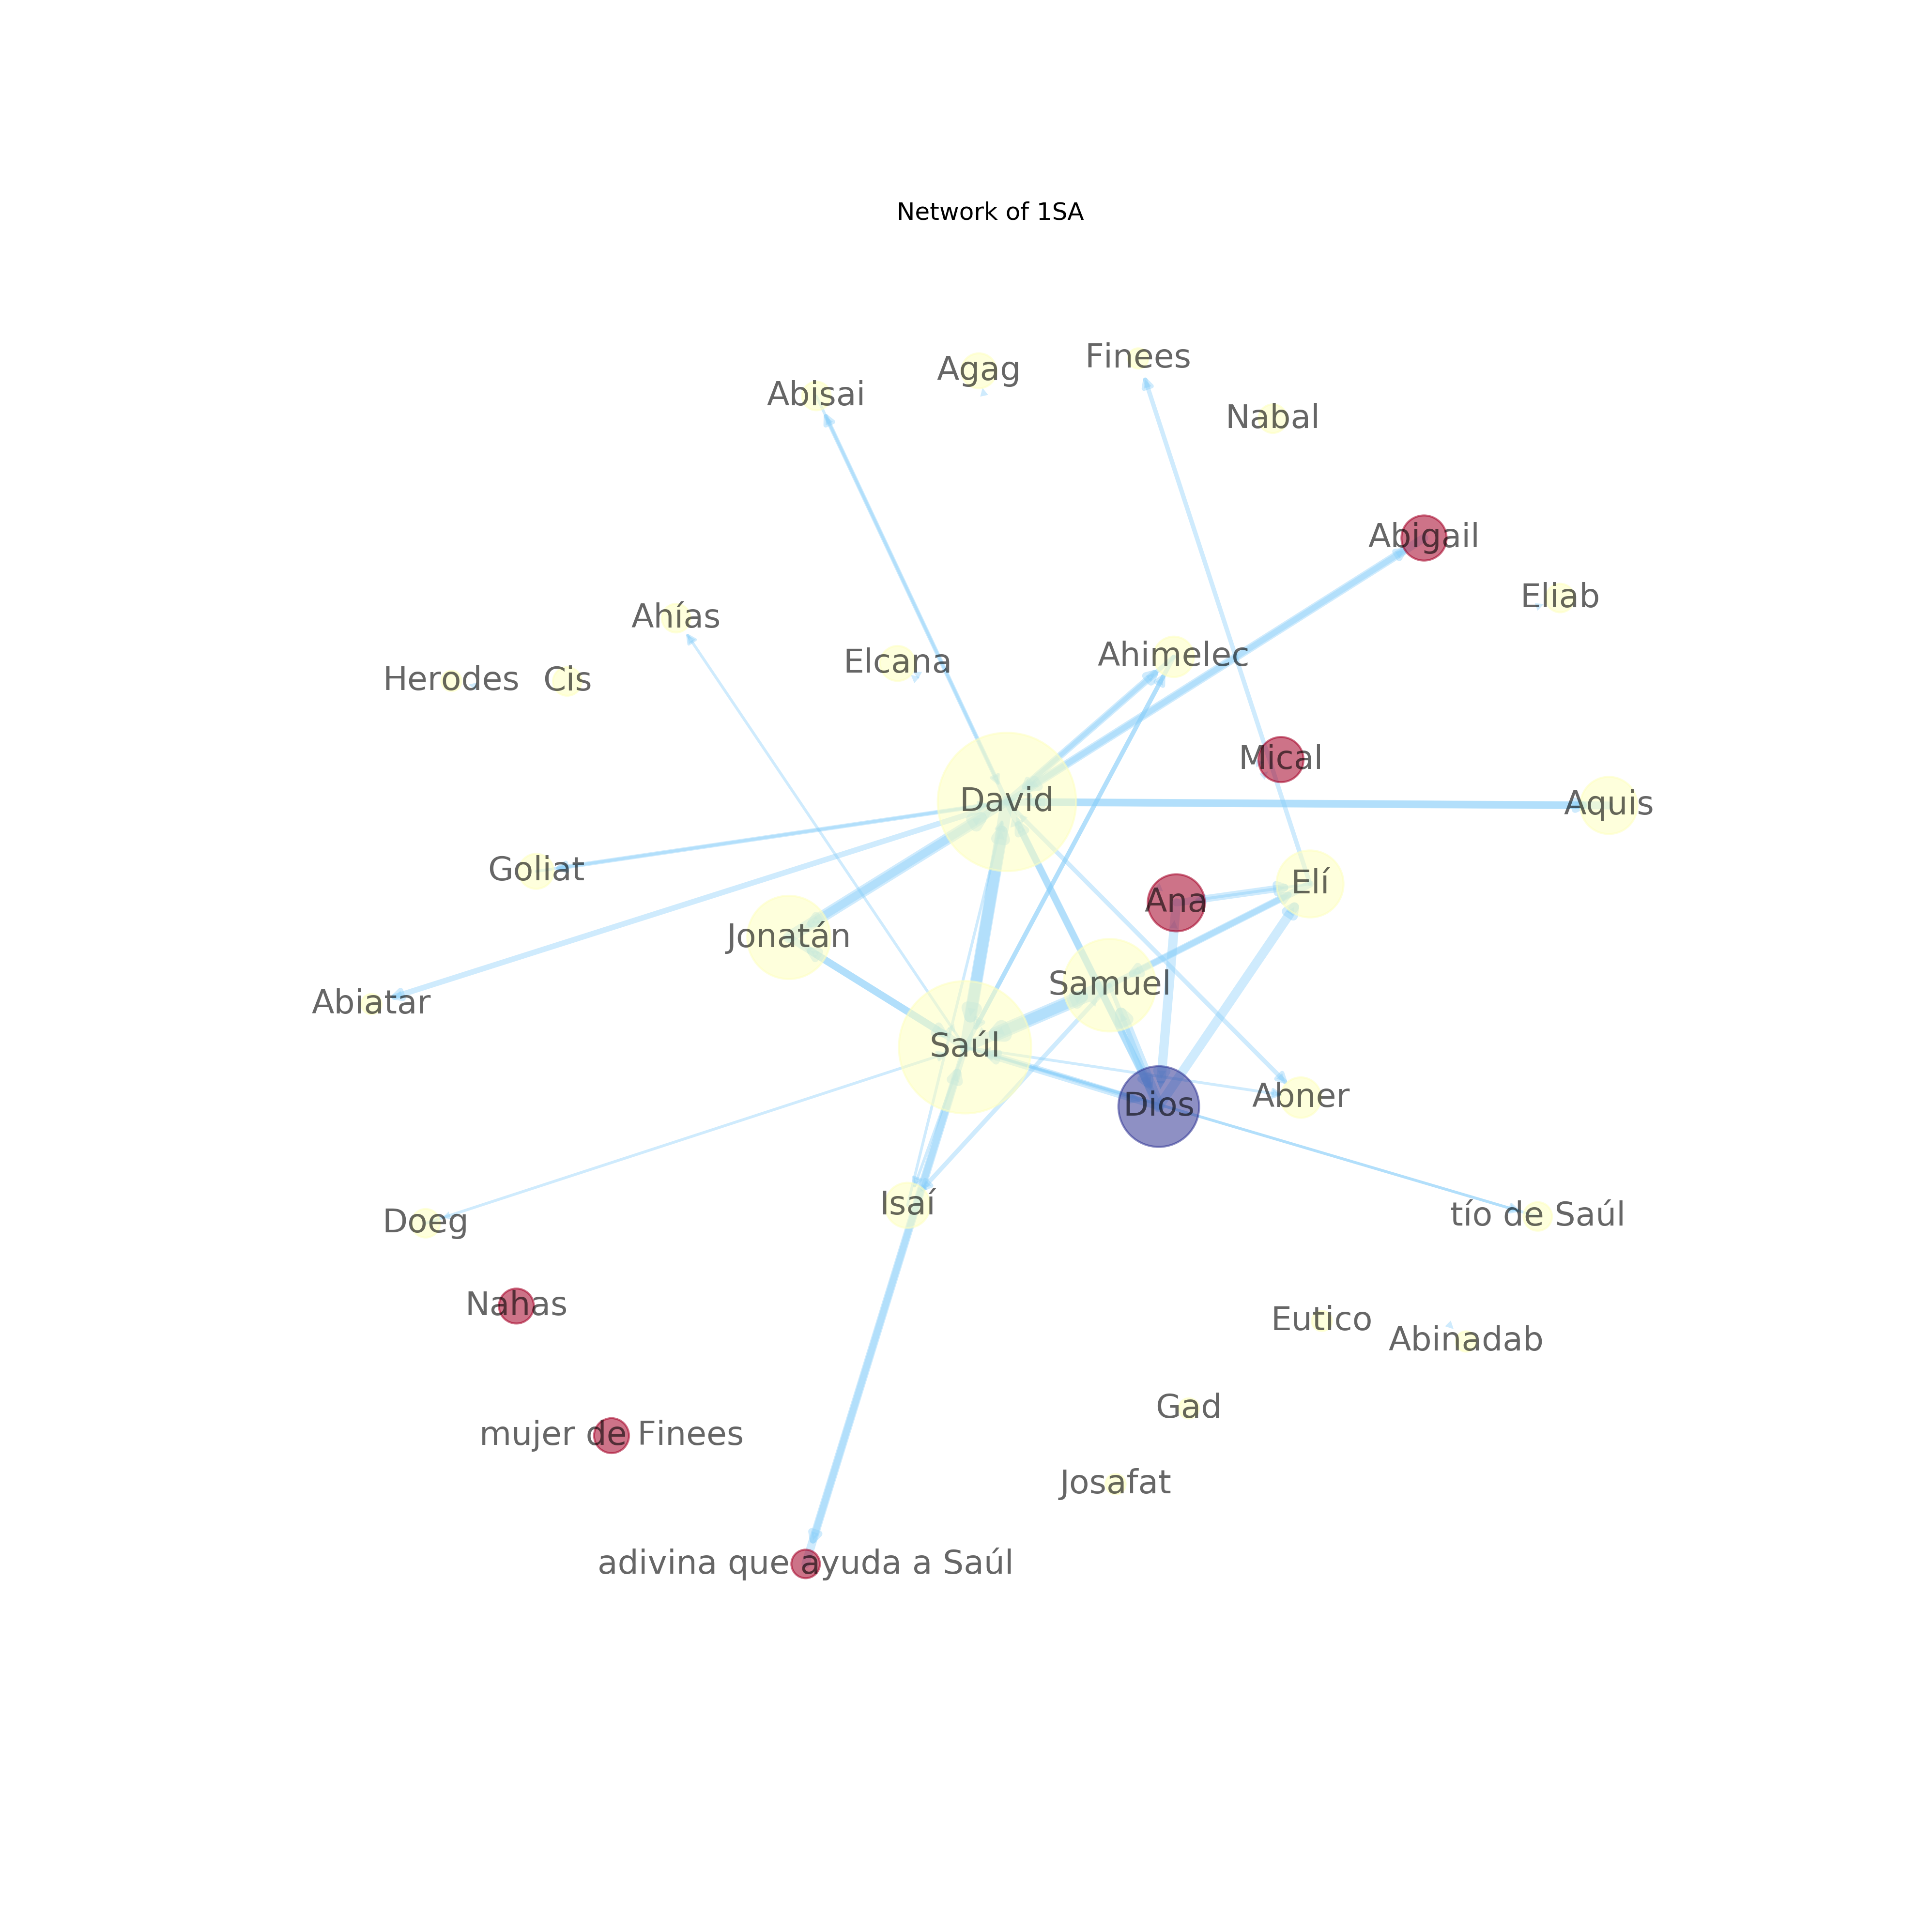 Network of 1SA
Finees
Agag
Abisai
Nabal
Abigail
Eliab
Ahías
Elcana
Ahimelec
Herodes
Cis
Mical
David
Aquis
Goliat
Elí
Ana
Jonatán
Samuel
Abiatar
Saúl
Abner
Dios
Isaí
tío de Saúl
Doeg
Nahas
Eutico
Abinadab
Gad
mujer de Finees
Josafat
adivina que ayuda a Saúl